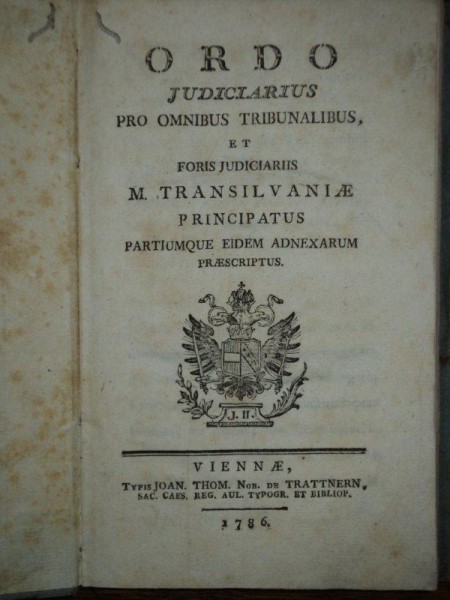 ORDO
JUDICIARIUS
PRO OMNIBUS TRIBUNALIBUS,
ET
FORIS JUDICIARIIS
M. TRANSILVANIÆ
PRINCIPATUS
PARTIUMQUE EIDEM ADNEXARUM
PRÆSCRIPTUS.
J. II.
VIENNÆ,
TYPIS JOAN. THOM. NOB. DE TRATTNERN,
SAC. CAES. REG. AUL. TYPOGR. ET BIBLIOP.
1786.